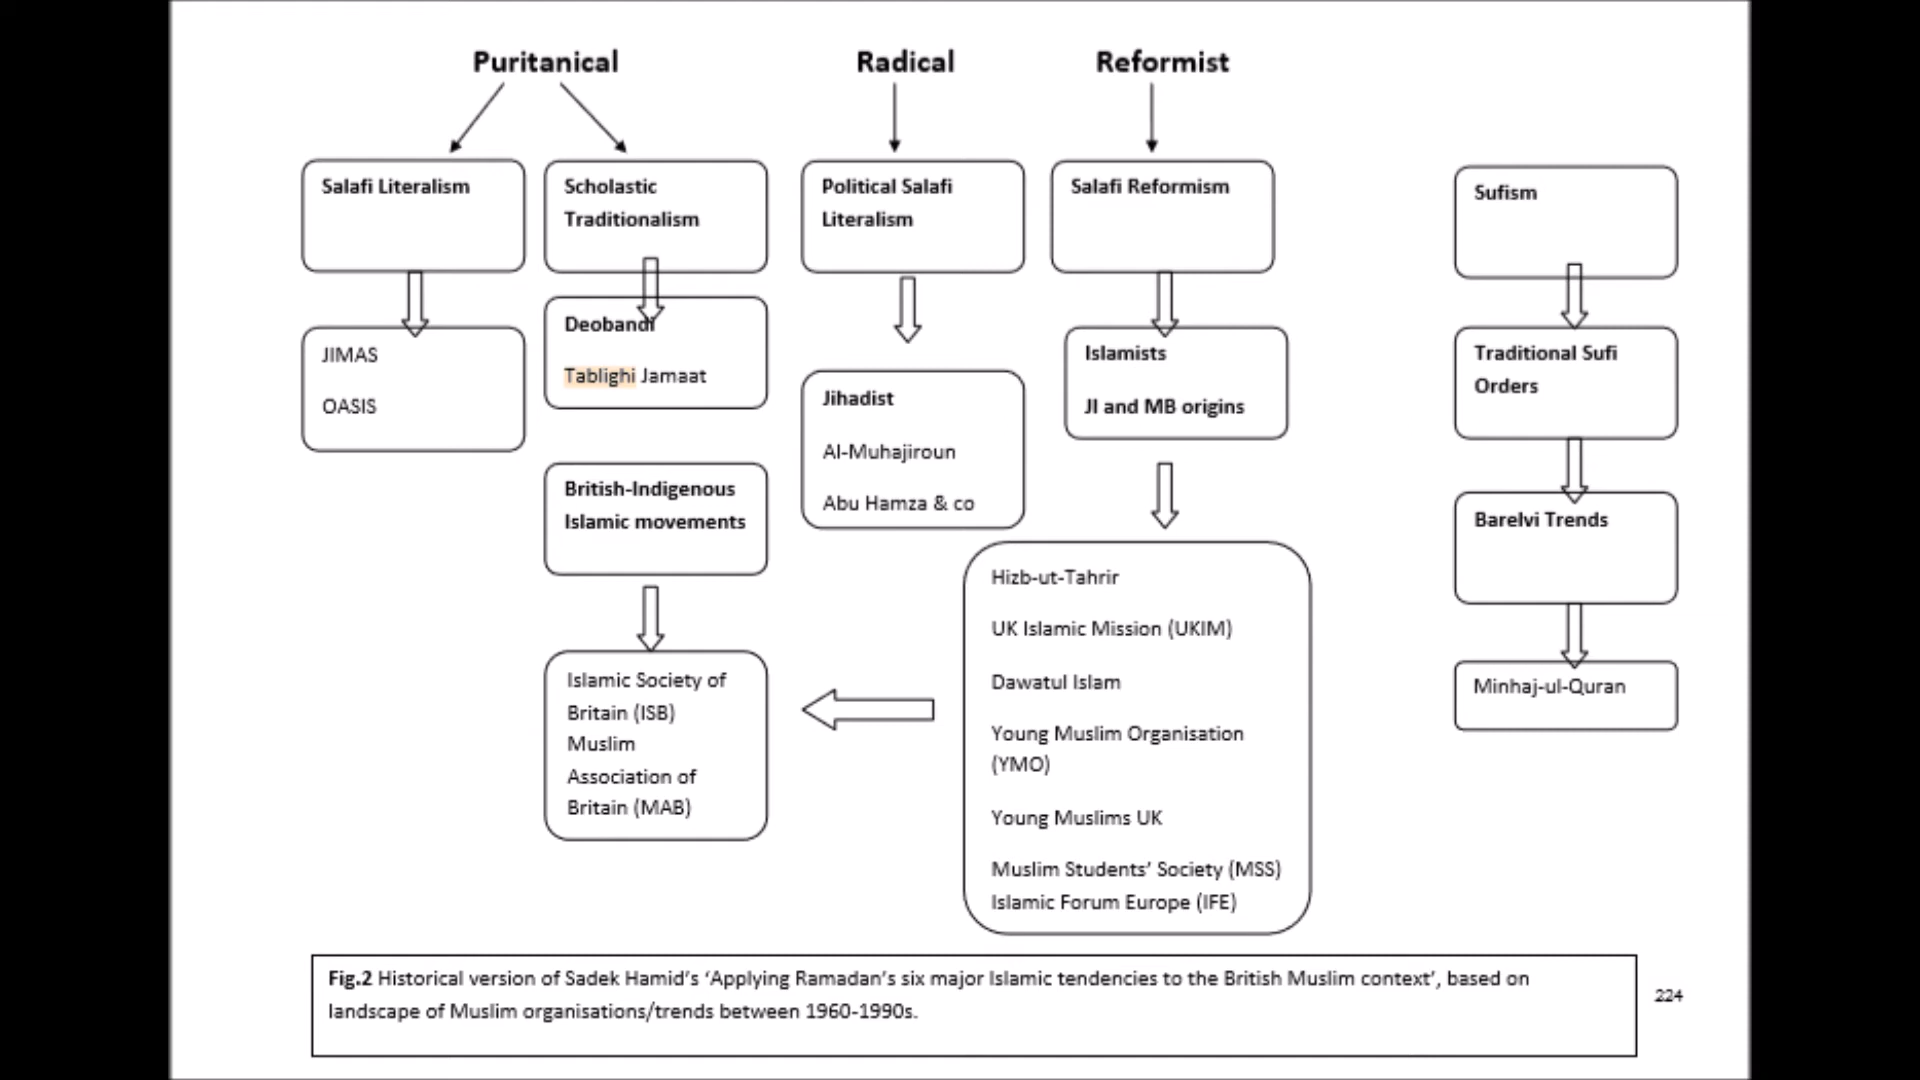 Puritanical
Radical
Reformist
Salafi Literalism
Scholastic
Traditionalism
Political Salafi
Literalism
Salafi Reformism
Sufism
JIMAS
OASIS
Deobandi
Tablighi Jamaat
Jihadist
Al-Muhajiroun
Abu Hamza & co
Islamists
JI and MB origins
Traditional Sufi
Orders
British-Indigenous
Islamic movements
Barelvi Trends
Hizb-ut-Tahrir
UK Islamic Mission (UKIM)
Dawatul Islam
Young Muslim Organisation
(YMO)
Young Muslims UK
Muslim Students' Society (MSS)
Islamic Forum Europe (IFE)
Islamic Society of
Britain (ISB)
Muslim
Association of
Britain (MAB)
Minhaj-ul-Quran
Fig.2 Historical version of Sadek Hamid's 'Applying Ramadan's six major Islamic tendencies to the British Muslim context', based on
landscape of Muslim organisations/trends between 1960-1990s.
224